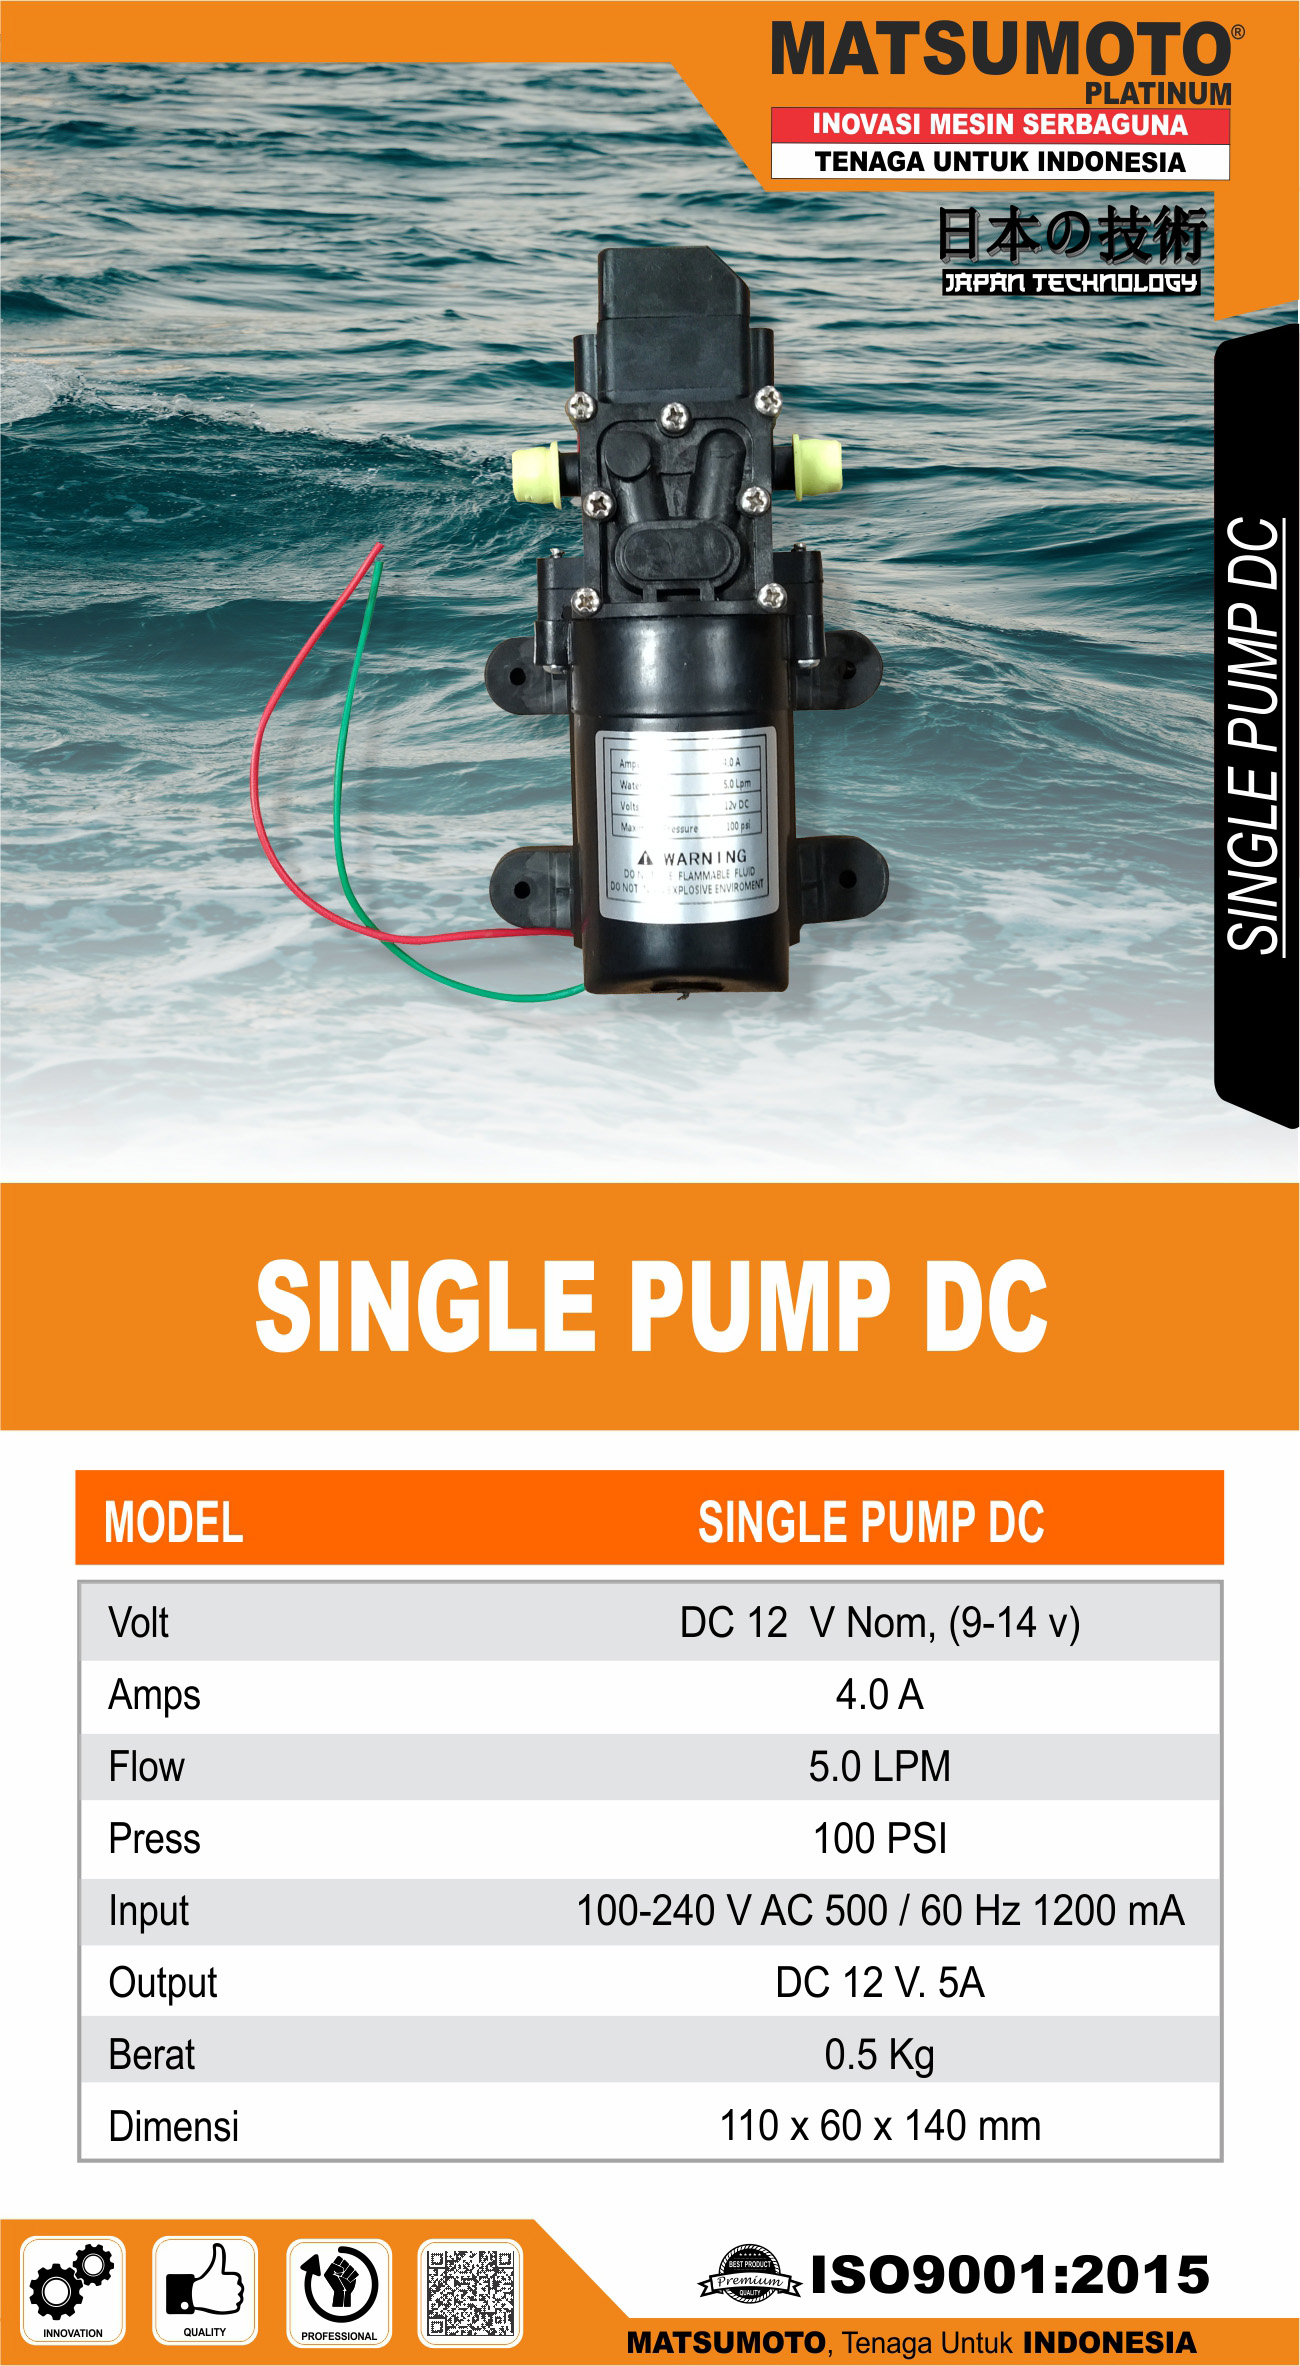 MATSUMOTO®
PLATINUM
INOVASI MESIN SERBAGUNA
TENAGA UNTUK INDONESIA
日本の技術
JAPAN TECHNOLOGY
SINGLE PUMP DC
4.0 A
5.0 Lpm
Volts 12v DC
100 psi
WARNING
FLAMMABLE FLUID
DO NOT EXPLOSIVE ENVIROMENT
SINGLE PUMP DC
MODEL SINGLE PUMP DC
Volt DC 12 V Nom, (9-14 v)
Amps 4.0 A
Flow 5.0 LPM
Press 100 PSI
Input 100-240 V AC 500 / 60 Hz 1200 mA
Output DC 12 V. 5A
Berat 0.5 Kg
Dimensi 110 x 60 x 140 mm
INNOVATION
QUALITY
PROFESSIONAL
BEST PRODUCT
Premium
QUALITY
ISO9001:2015
MATSUMOTO, Tenaga Untuk INDONESIA